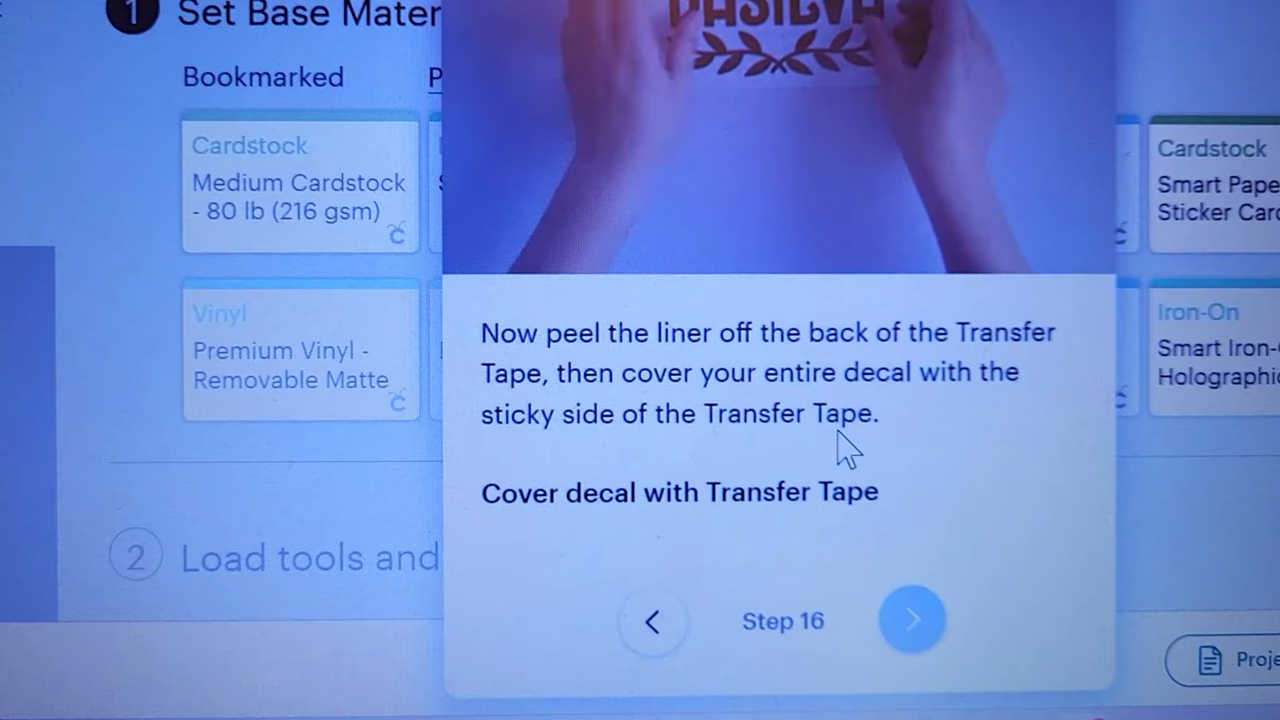 1 Set Base Mater
Bookmarked
P
Cardstock
Medium Cardstock
- 80 lb (216 gsm)
Vinyl
Premium Vinyl -
Removable Matte
2 Load tools and
DASILVA
Now peel the liner off the back of the Transfer
Tape, then cover your entire decal with the
sticky side of the Transfer Tape.
Cover decal with Transfer Tape
Step 16
Cardstock
Smart Pape
Sticker Card
Iron-On
Smart Iron-
Holographi
Proje